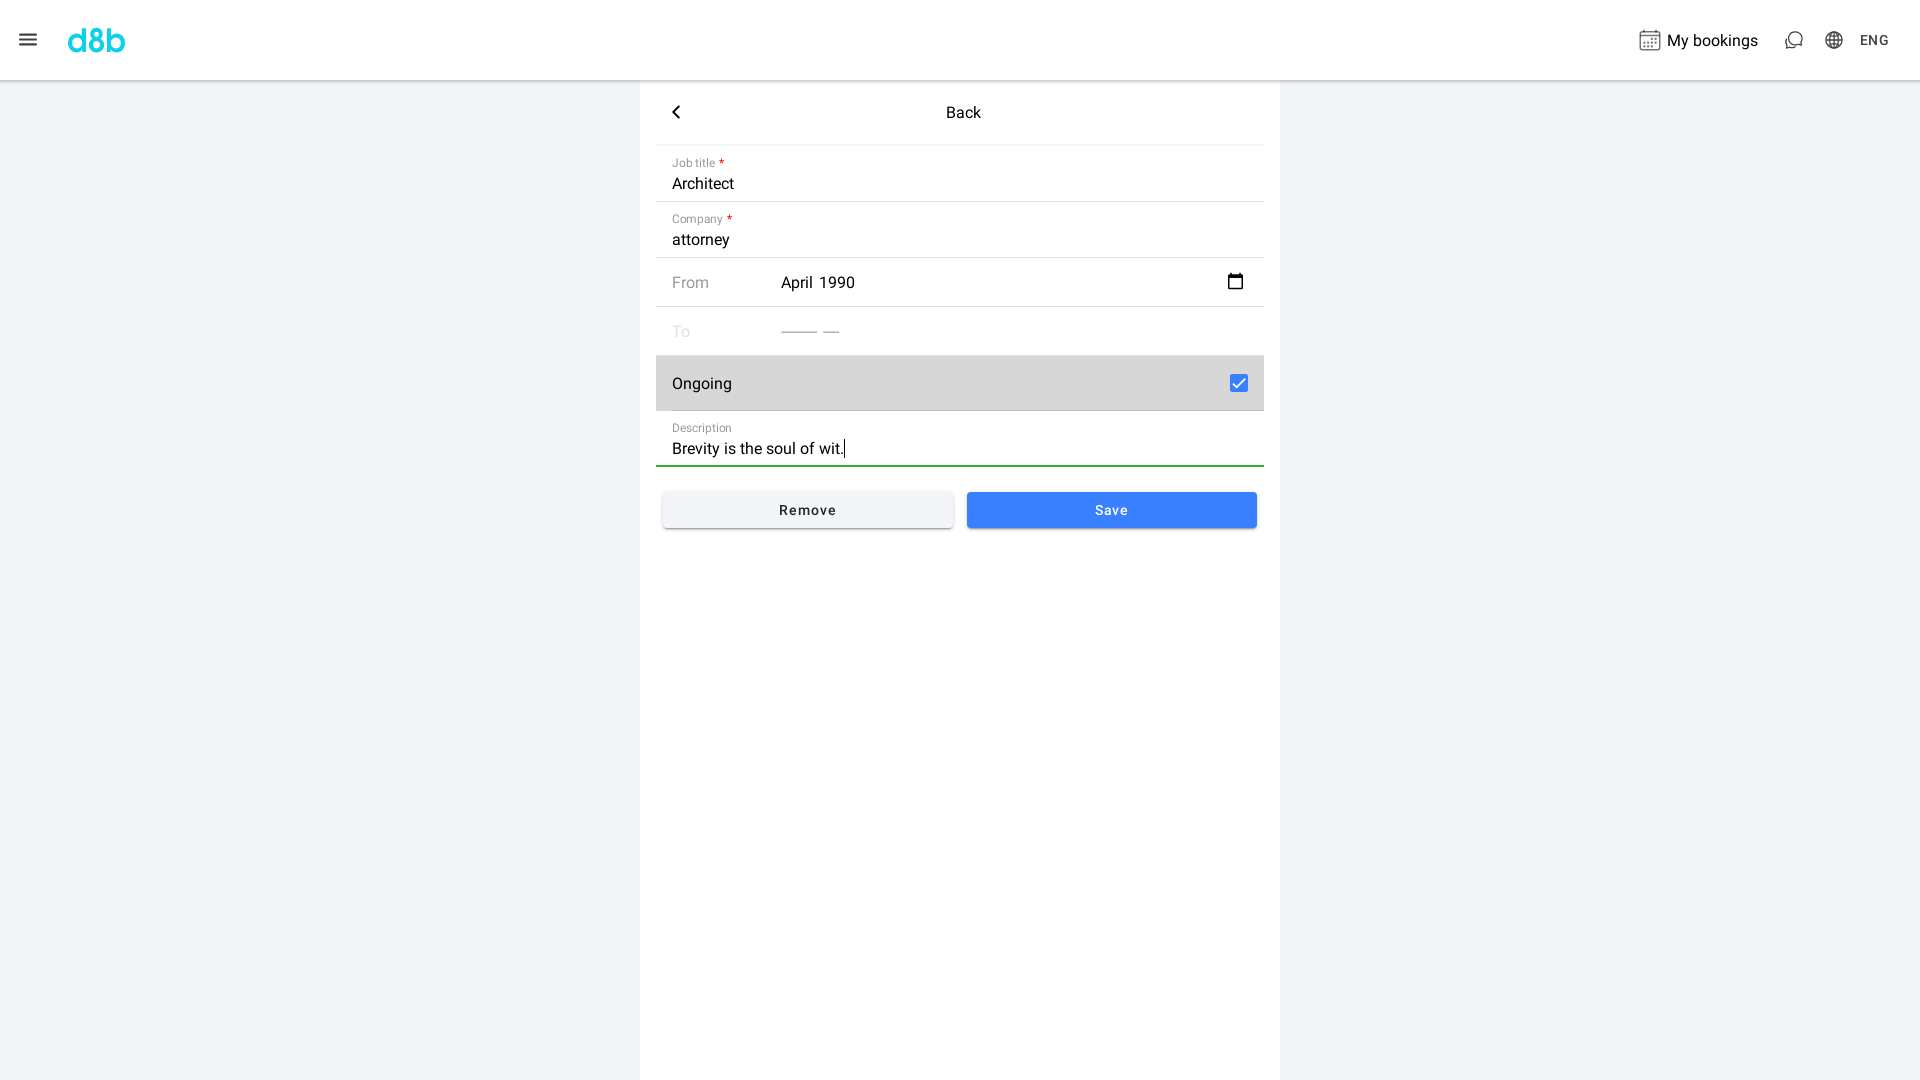 d8b
My bookings
ENG
Back
Job title *
Architect
Company *
attorney
From
April 1990
To
--------- ----
Ongoing
Description
Brevity is the soul of wit.
Remove
Save